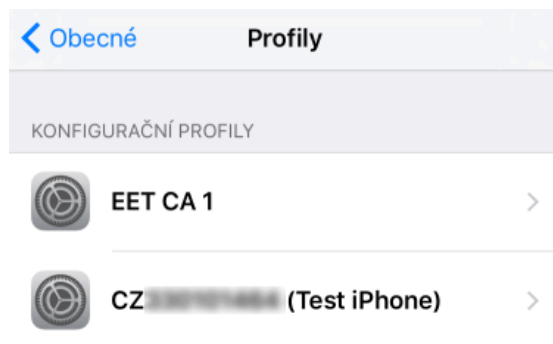 Obecné Profily
KONFIGURAČNÍ PROFILY
EET CA 1
CZ (Test iPhone)